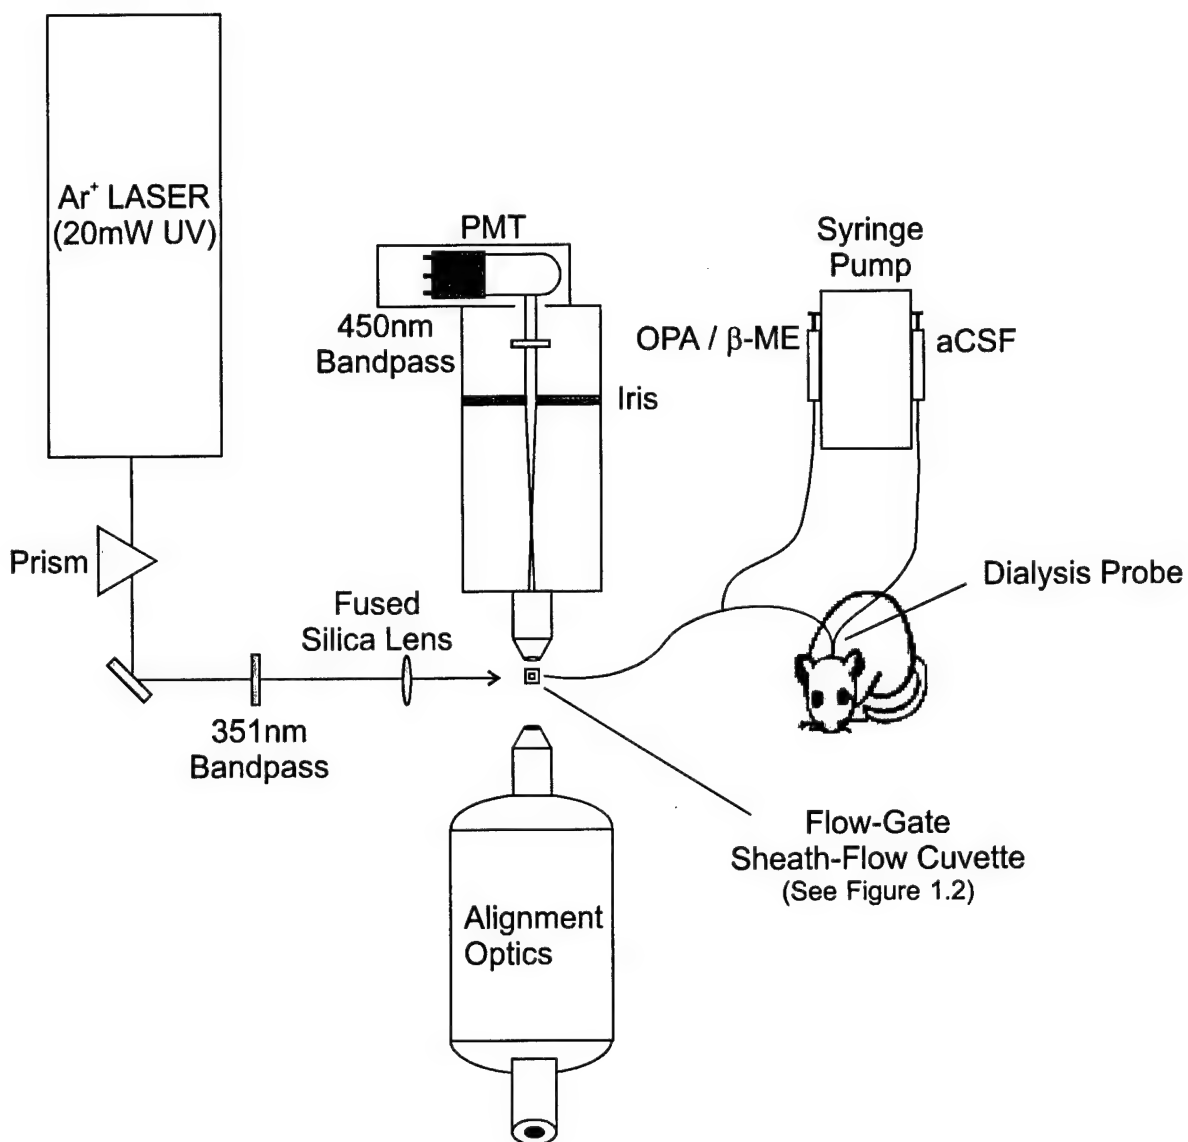 Ar⁺ LASER
(20mW UV)
PMT
Syringe
Pump
450nm
Bandpass
OPA / β-ME
aCSF
Iris
Prism
Dialysis Probe
Fused
Silica Lens
351nm
Bandpass
Flow-Gate
Sheath-Flow Cuvette
(See Figure 1.2)
Alignment
Optics